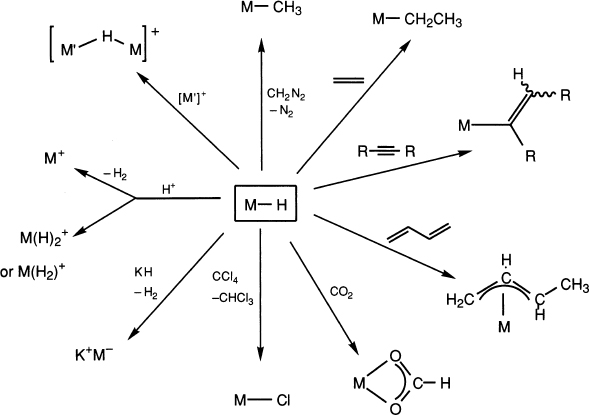 M—CH₃
M—CH₂CH₃
[M' H M]⁺
H
R
M
R
[M']⁺
CH₂N₂
–N₂
R≡R
M⁺
–H₂
H⁺
M—H
M(H)₂⁺
or M(H₂)⁺
KH
–H₂
CCl₄
–CHCl₃
CO₂
H
H₂C
C
H
CH₃
M
K⁺M⁻
M—Cl
M
O
O
C—H